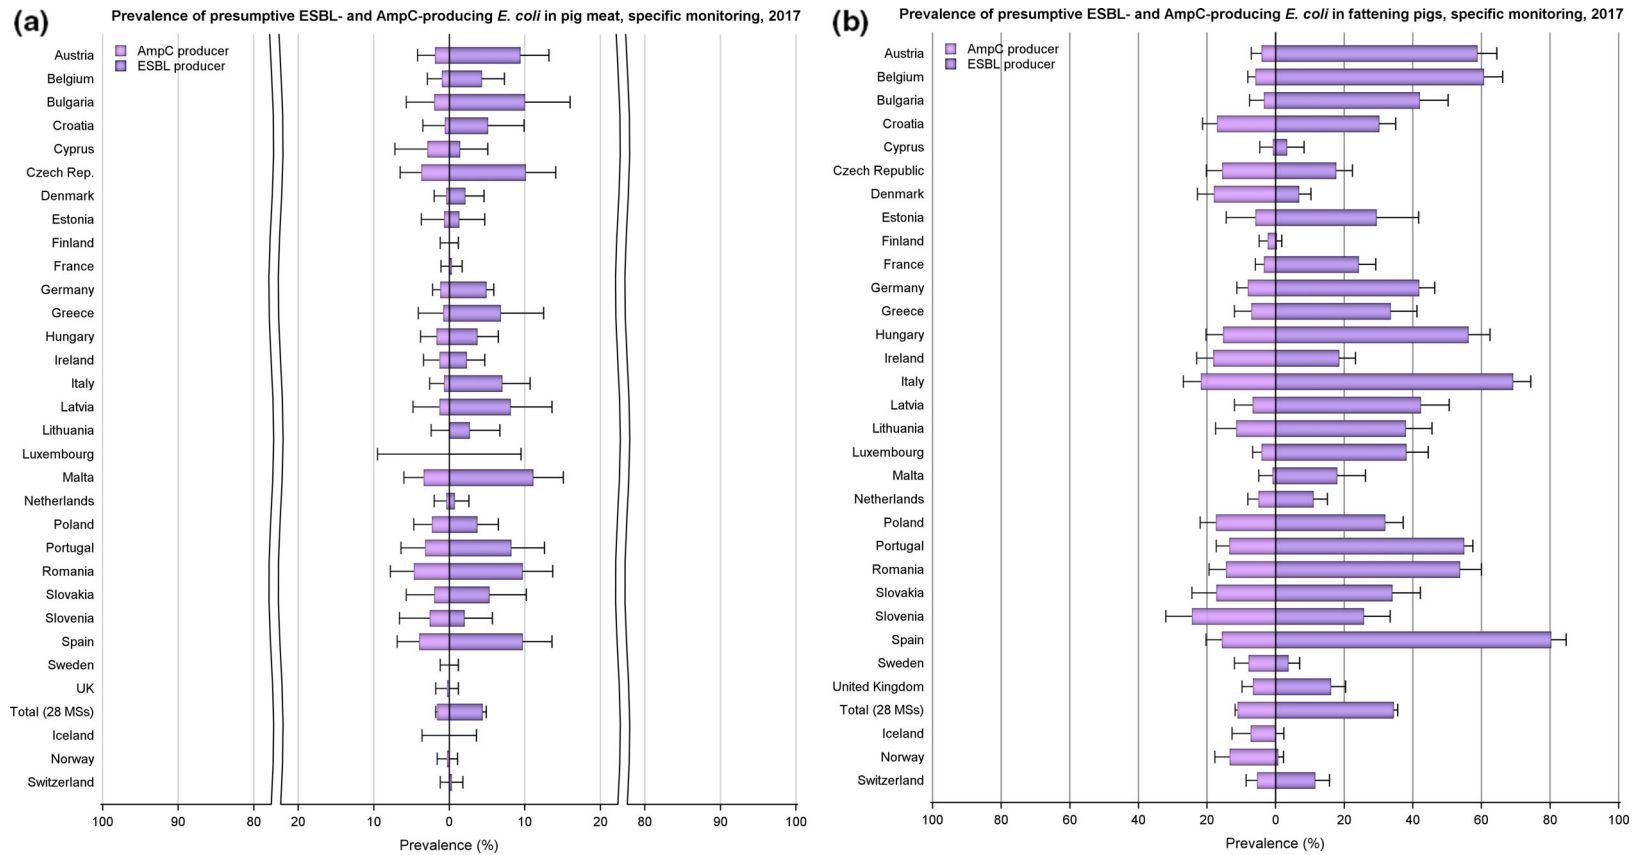 (a)
Prevalence of presumptive ESBL- and AmpC-producing E. coli in pig meat, specific monitoring, 2017
AmpC producer
ESBL producer
Austria
Belgium
Bulgaria
Croatia
Cyprus
Czech Rep.
Denmark
Estonia
Finland
France
Germany
Greece
Hungary
Ireland
Italy
Latvia
Lithuania
Luxembourg
Malta
Netherlands
Poland
Portugal
Romania
Slovakia
Slovenia
Spain
Sweden
UK
Total (28 MSs)
Iceland
Norway
Switzerland
100 90 80 20 10 0 10 20 80 90 100
Prevalence (%)
(b)
Prevalence of presumptive ESBL- and AmpC-producing E. coli in fattening pigs, specific monitoring, 2017
AmpC producer
ESBL producer
Austria
Belgium
Bulgaria
Croatia
Cyprus
Czech Republic
Denmark
Estonia
Finland
France
Germany
Greece
Hungary
Ireland
Italy
Latvia
Lithuania
Luxembourg
Malta
Netherlands
Poland
Portugal
Romania
Slovakia
Slovenia
Spain
Sweden
United Kingdom
Total (28 MSs)
Iceland
Norway
Switzerland
100 80 60 40 20 0 20 40 60 80 100
Prevalence (%)